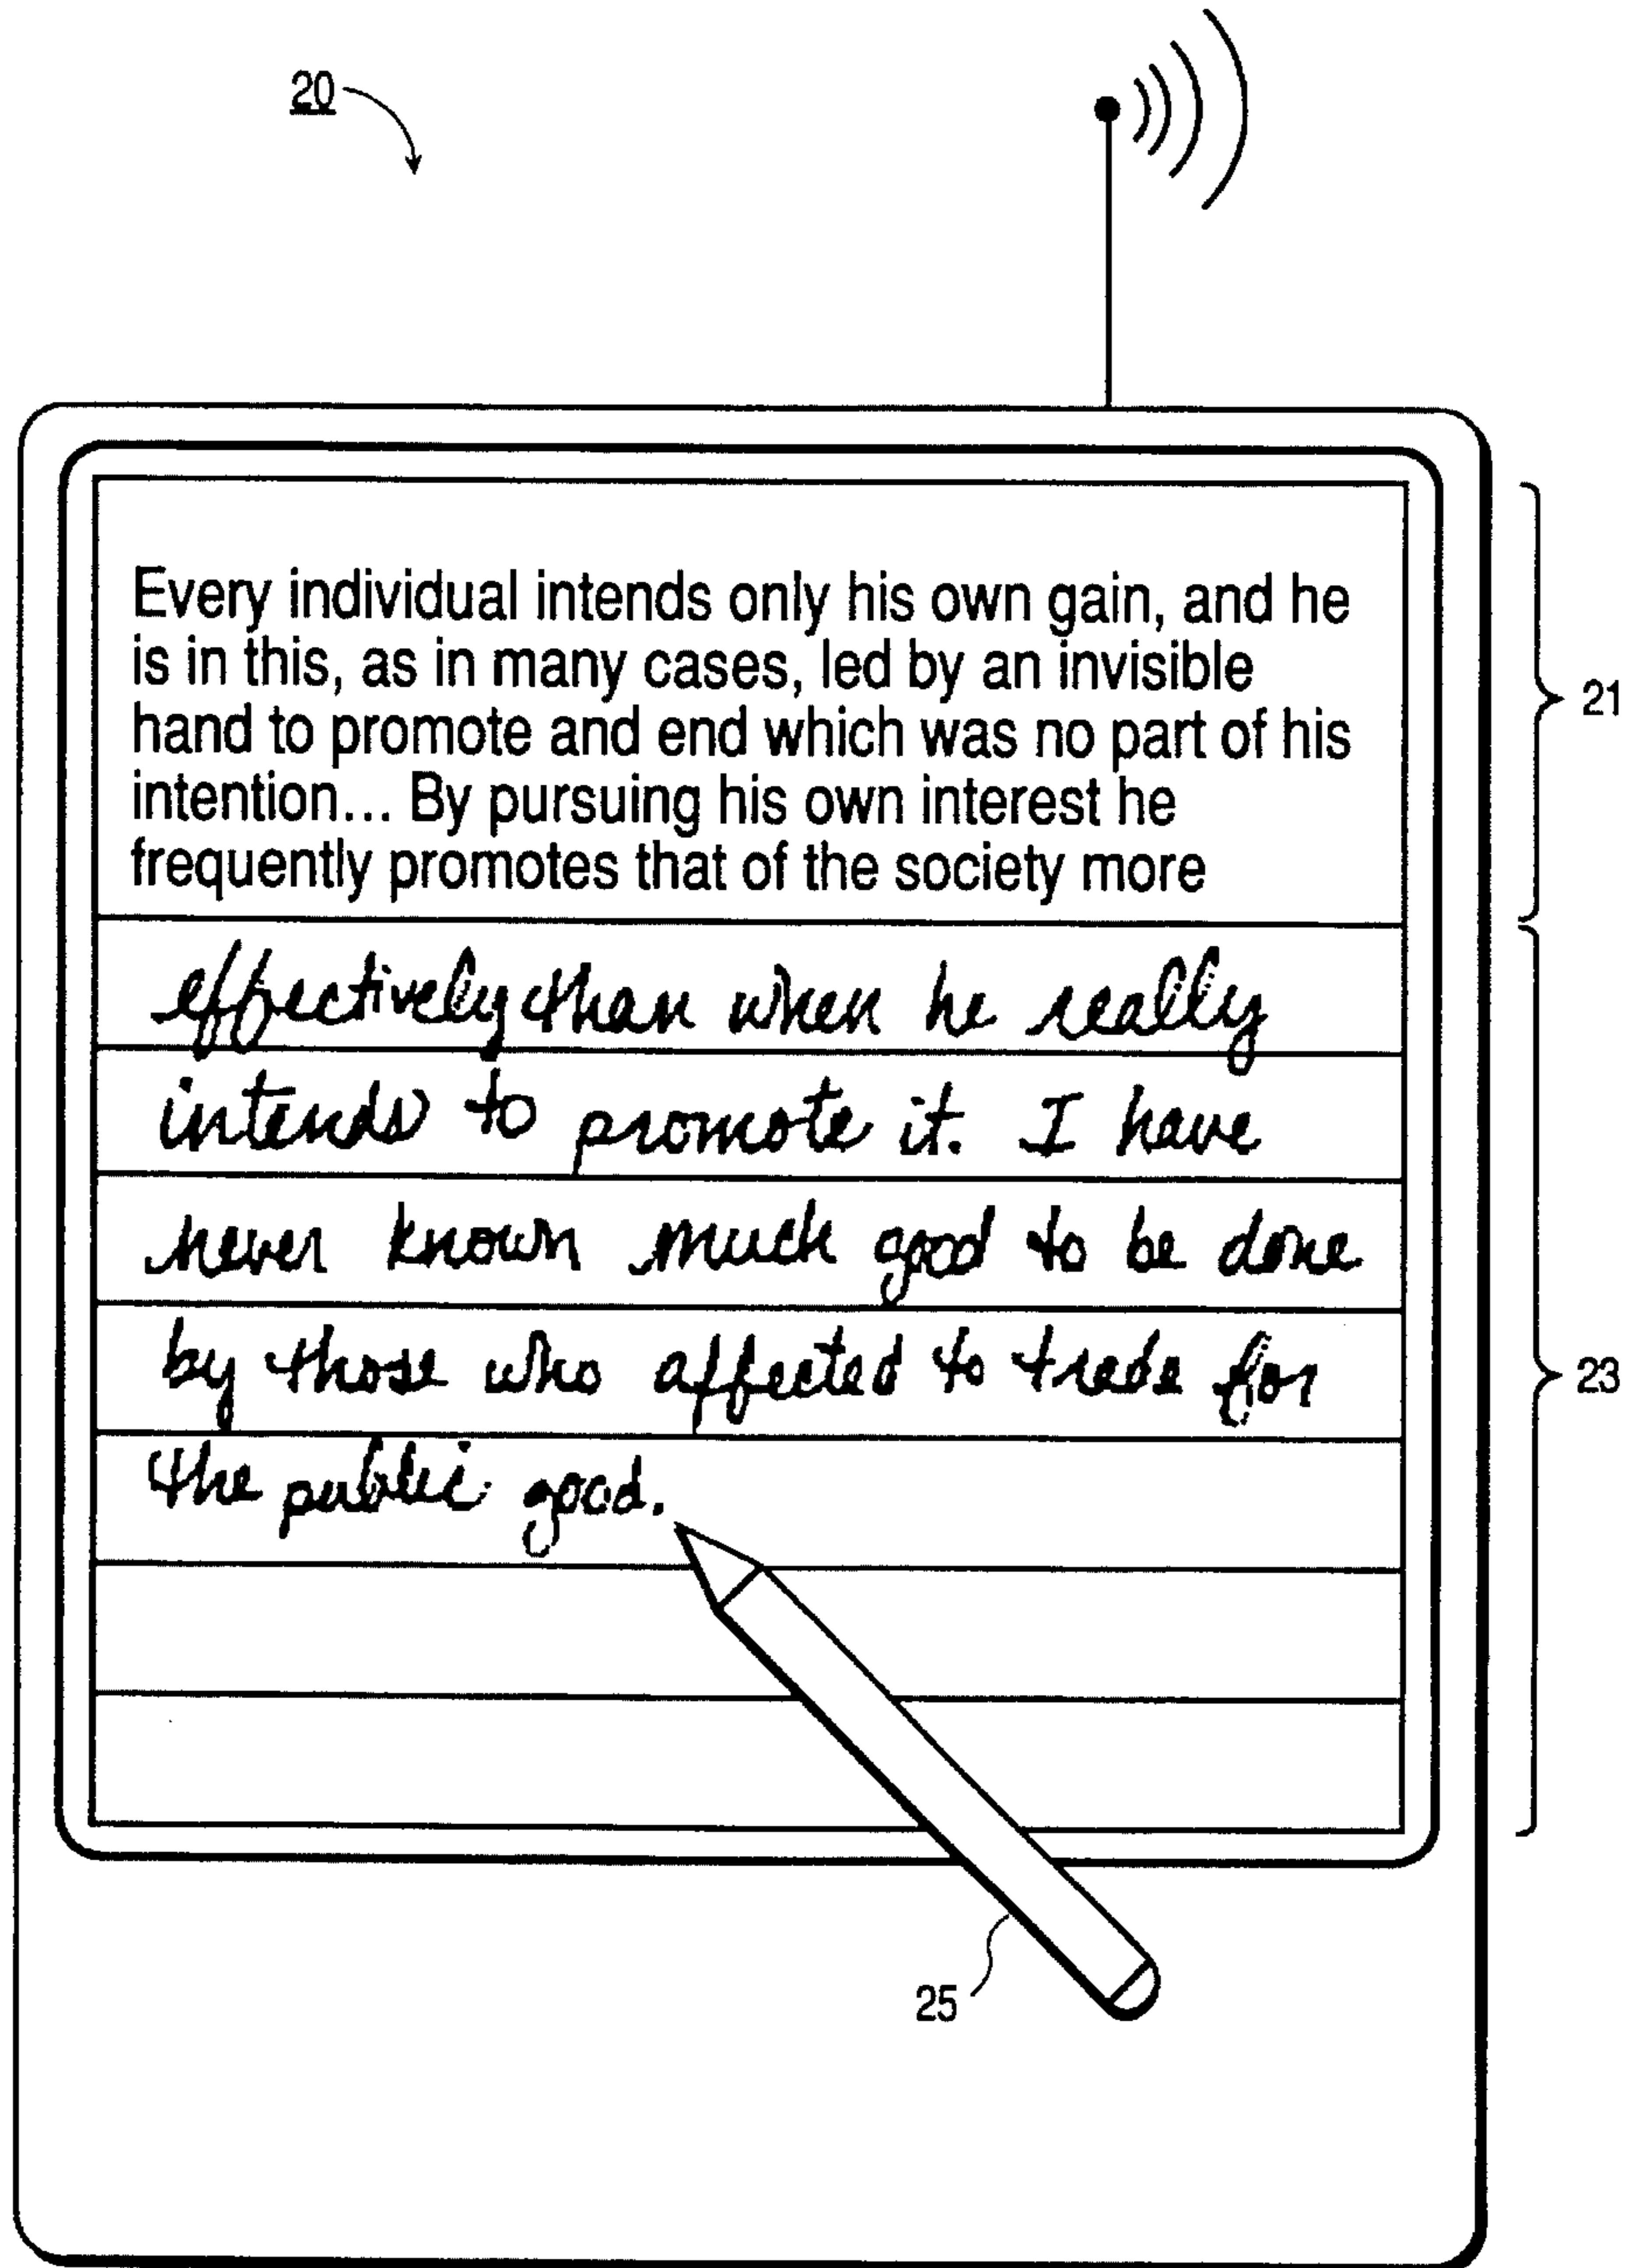 20
Every individual intends only his own gain, and he
is in this, as in many cases, led by an invisible
hand to promote and end which was no part of his
intention... By pursuing his own interest he
frequently promotes that of the society more
21
effectively than when he really
intends to promote it. I have
never known much good to be done
by those who affected to trade for
the public good.
23
25